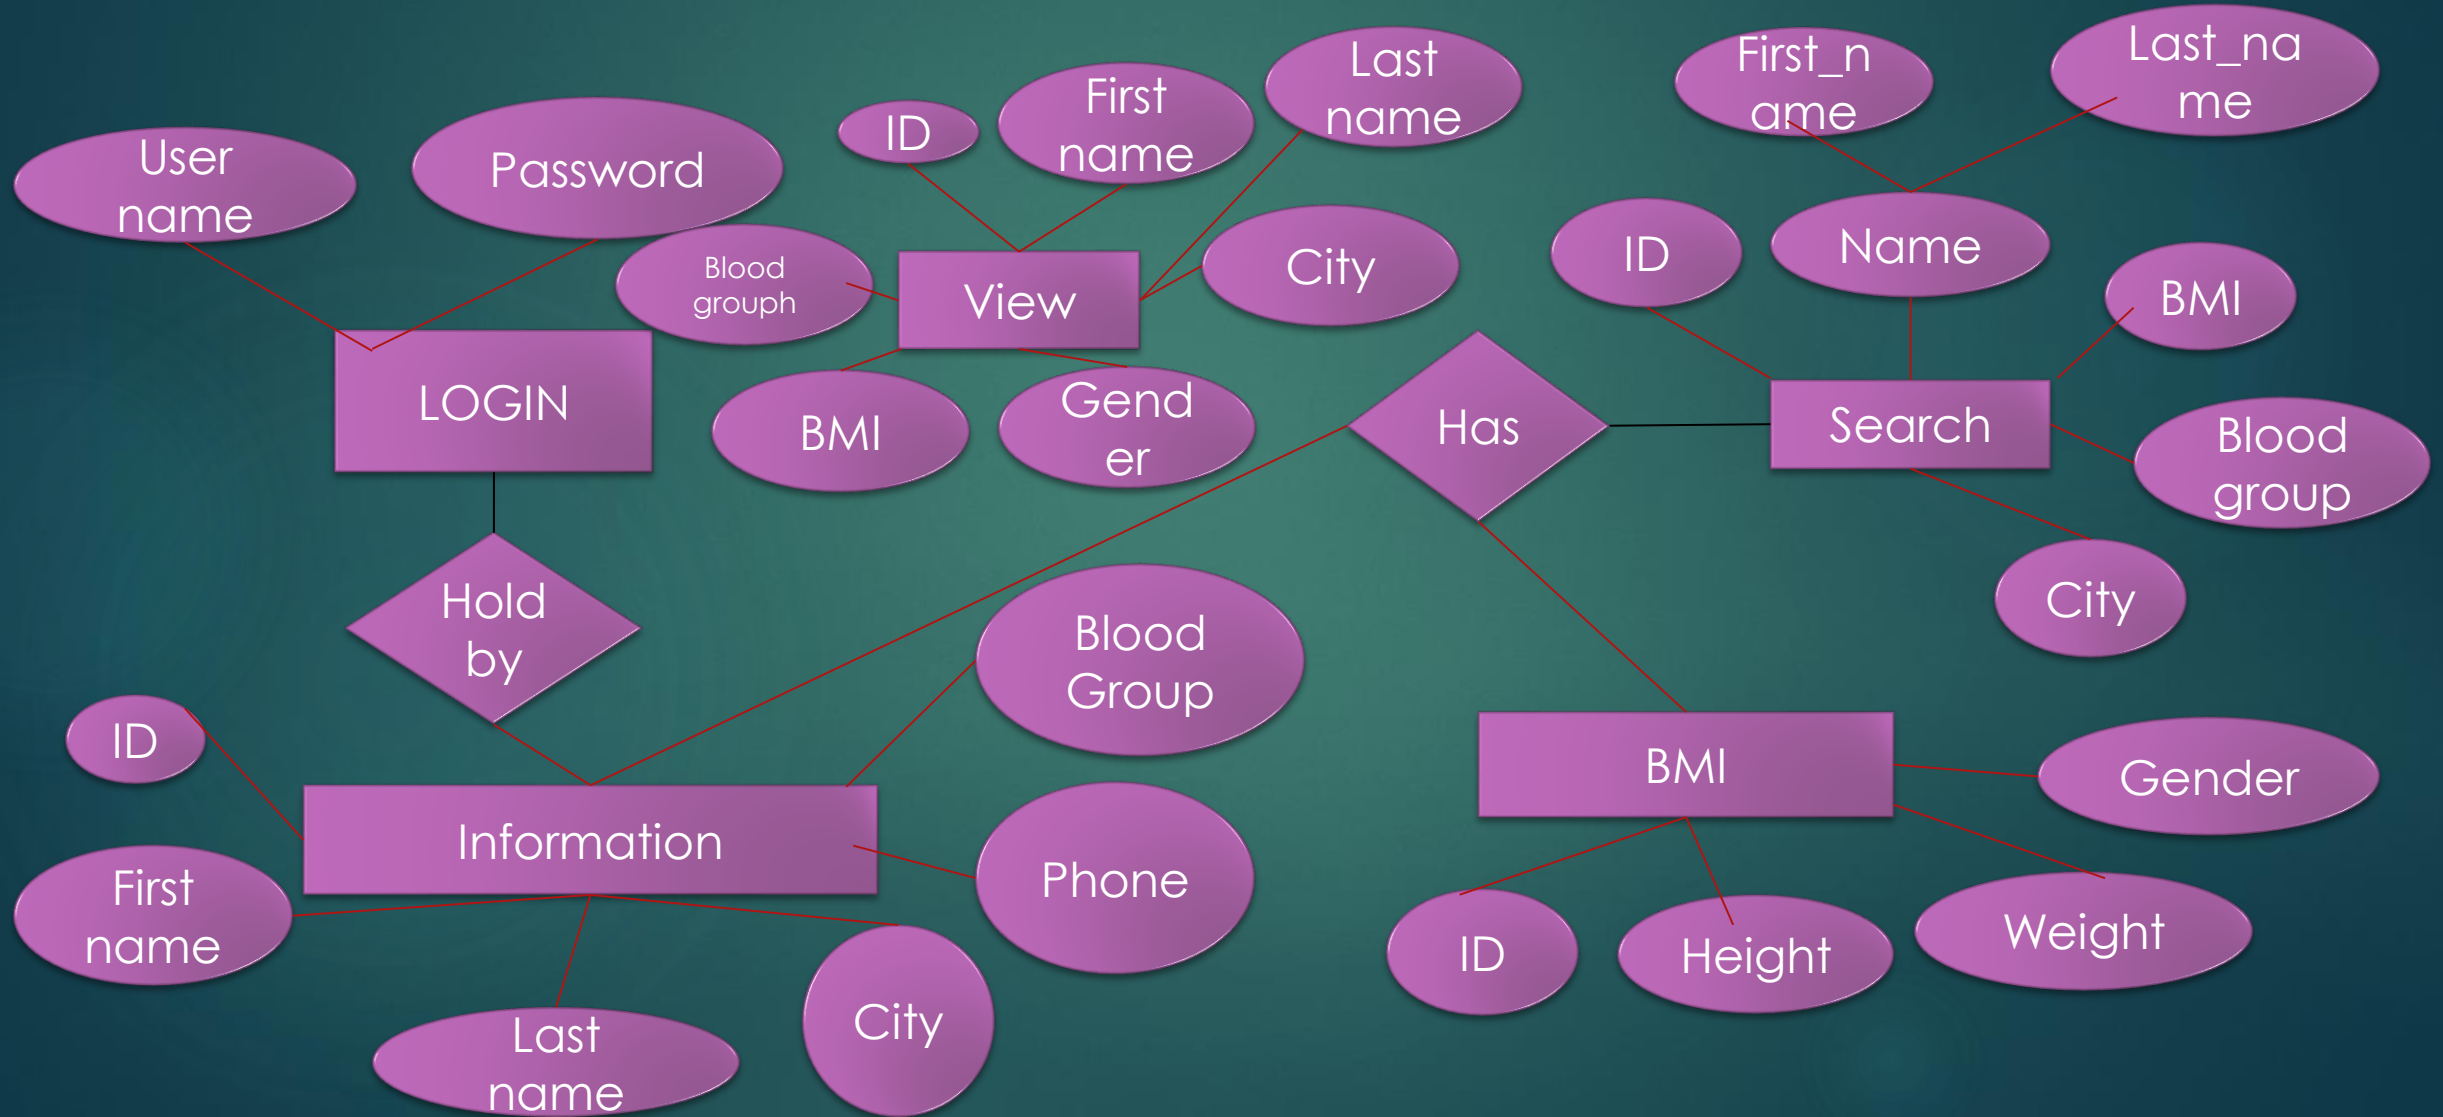 User
name
Password
ID
First
name
Last
name
First_n
ame
Last_na
me
Blood
grouph
View
City
ID
Name
BMI
LOGIN
BMI
Gend
er
Has
Search
Blood
group
Hold
by
City
Blood
Group
ID
Information
Phone
First
name
Last
name
City
BMI
Gender
ID
Height
Weight